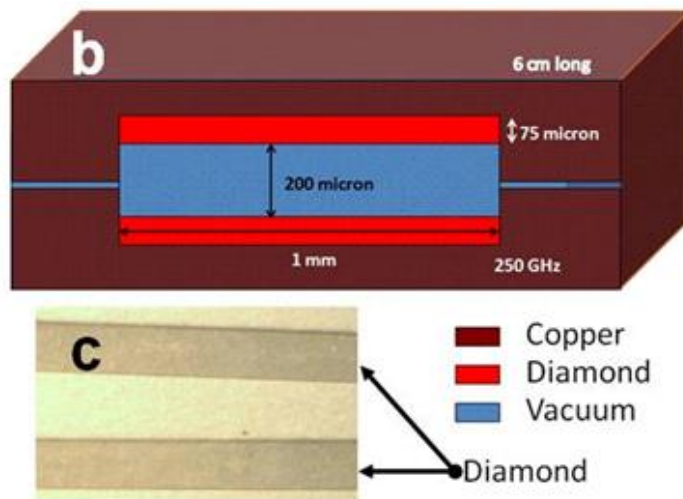 b
6 cm long
75 micron
200 micron
1 mm
250 GHz
c
Copper
Diamond
Vacuum
Diamond